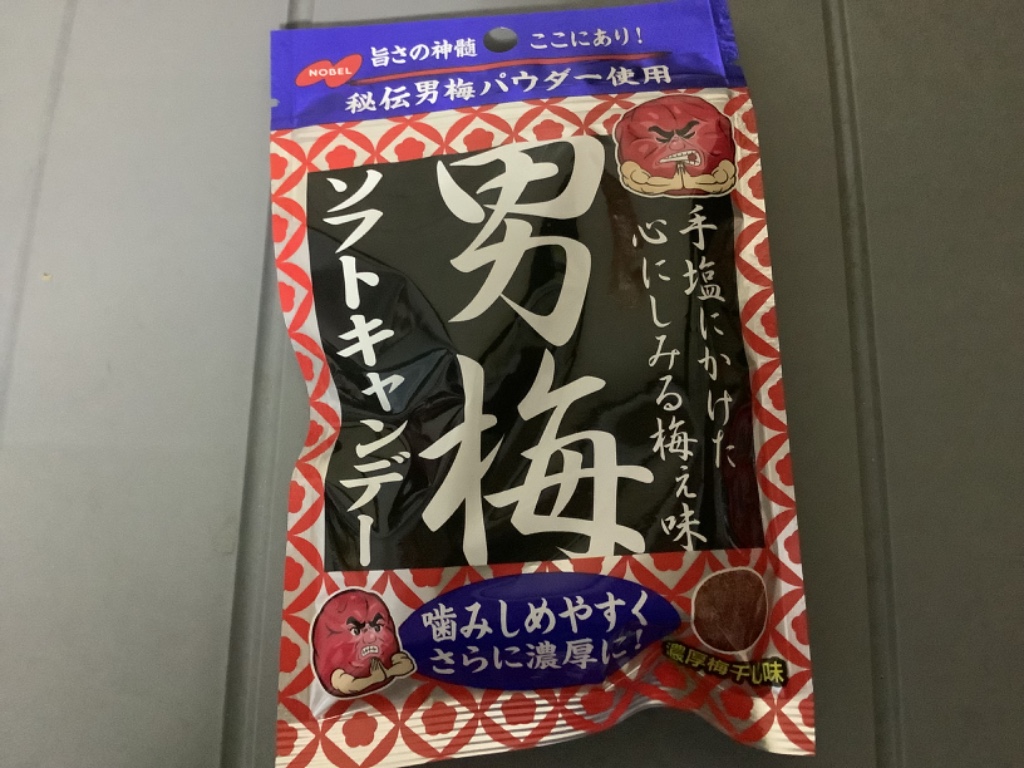 NOBEL
旨さの神髄 ここにあり!
秘伝男梅パウダー使用
男梅
ソフトキャンデー
手塩にかけた
心にしみる梅え味
噛みしめやすく
さらに濃厚に!
濃厚梅干し味